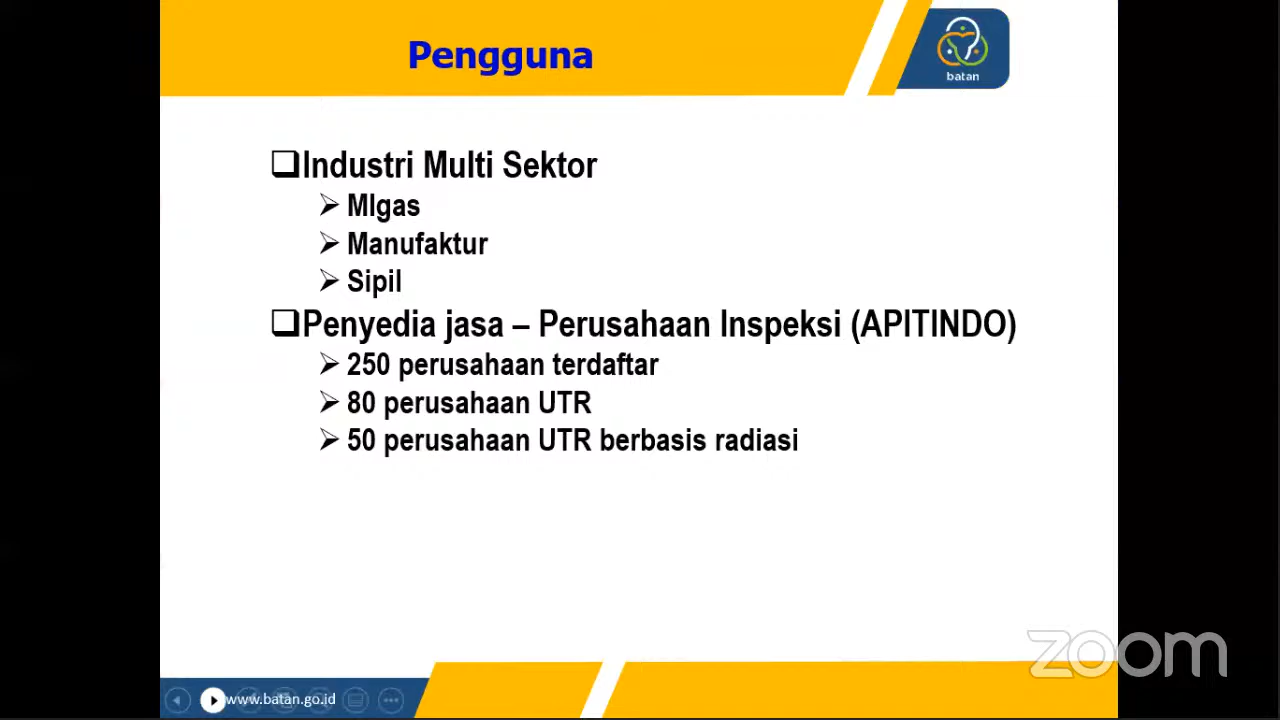 Pengguna
batan
Industri Multi Sektor
MIgas
Manufaktur
Sipil
Penyedia jasa – Perusahaan Inspeksi (APITINDO)
250 perusahaan terdaftar
80 perusahaan UTR
50 perusahaan UTR berbasis radiasi
zoom
www.batan.go.id